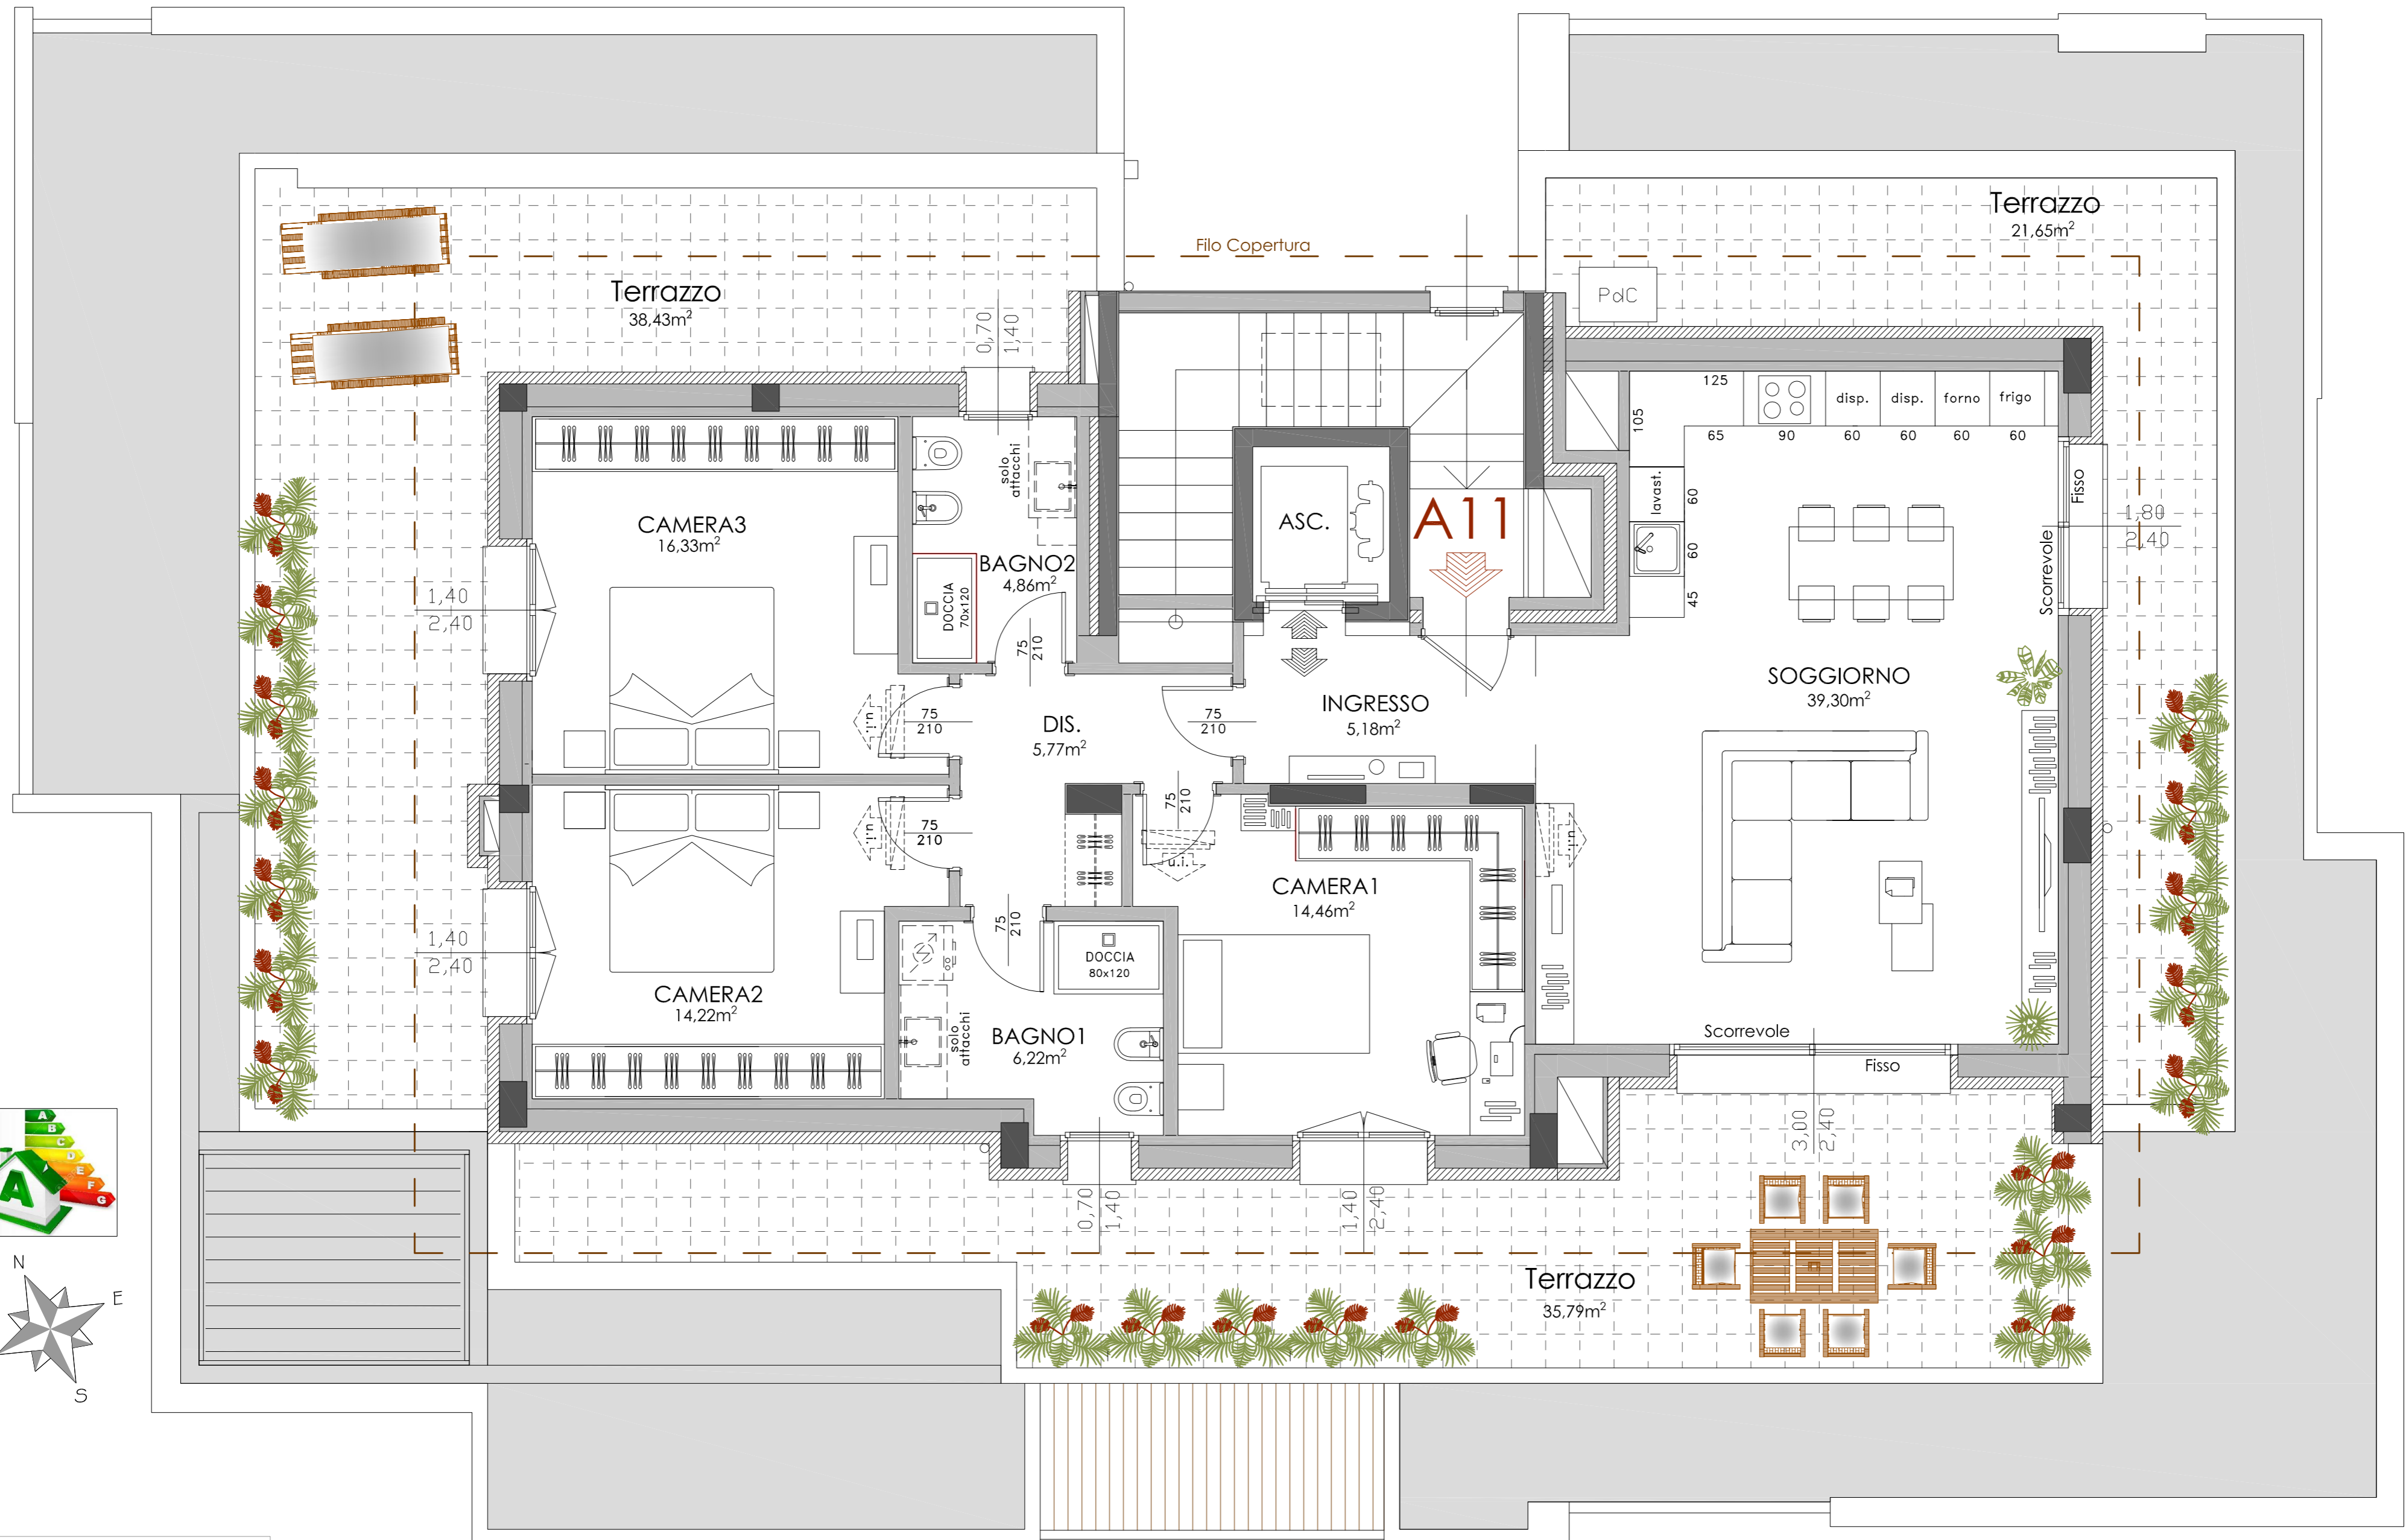 Terrazzo
21,65m²
Filo Copertura
PdC
Terrazzo
38,43m²
0,70
1,40
125
105
disp.
disp.
forno
frigo
65
90
60
60
60
60
lavast.
60
60
45
Fisso
Scorrevole
1,80
2,40
solo
attacchi
CAMERA3
16,33m²
BAGNO2
4,86m²
DOCCIA
70x120
75
210
ASC.
A11
1,40
2,40
SOGGIORNO
39,30m²
INGRESSO
5,18m²
DIS.
5,77m²
u.i.
75
210
75
210
75
210
u.i.
75
210
u.i.
u.i.
CAMERA1
14,46m²
75
210
DOCCIA
80x120
1,40
2,40
CAMERA2
14,22m²
BAGNO1
6,22m²
solo
attacchi
Scorrevole
Fisso
3,00
2,40
0,70
1,40
1,40
2,40
Terrazzo
35,79m²
A
B
C
D
E
F
G
A
N
E
S